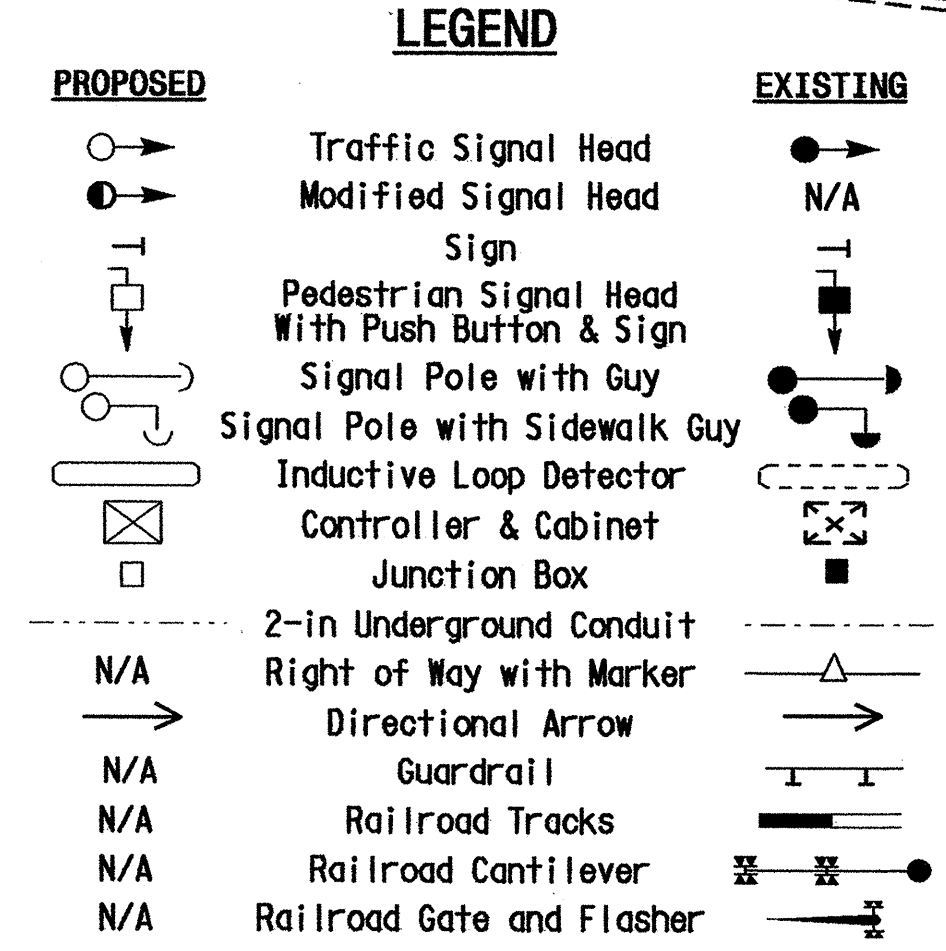 LEGEND
PROPOSED EXISTING
Traffic Signal Head
Modified Signal Head N/A
Sign
Pedestrian Signal Head
With Push Button & Sign
Signal Pole with Guy
Signal Pole with Sidewalk Guy
Inductive Loop Detector
Controller & Cabinet
Junction Box
2-in Underground Conduit
N/A Right of Way with Marker
Directional Arrow
N/A Guardrail
N/A Railroad Tracks
N/A Railroad Cantilever
N/A Railroad Gate and Flasher